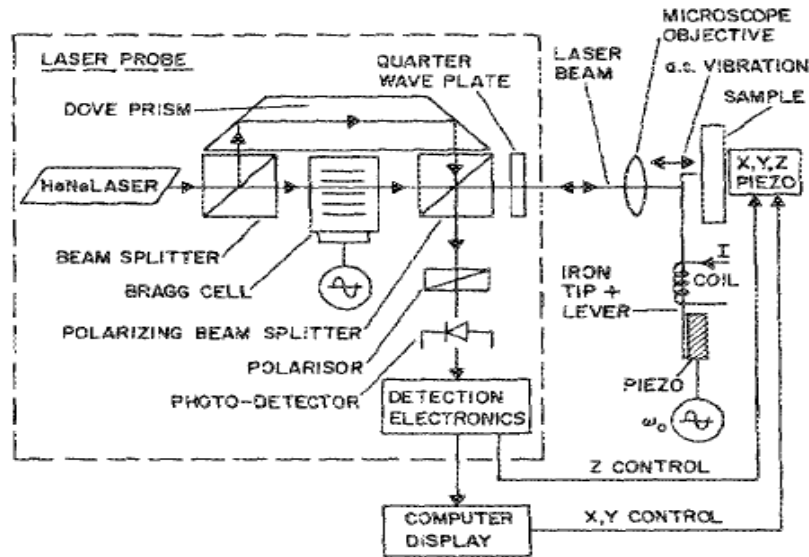 MICROSCOPE
OBJECTIVE
LASER
BEAM
a.c. VIBRATION
SAMPLE
LASER PROBE
QUARTER
WAVE PLATE
DOVE PRISM
HeNeLASER
X,Y,Z
PIEZO
BEAM SPLITTER
BRAGG CELL
I
COIL
IRON
TIP +
LEVER
POLARIZING BEAM SPLITTER
POLARISOR
PHOTO-DETECTOR
PIEZO
DETECTION
ELECTRONICS
ω₀
Z CONTROL
COMPUTER
DISPLAY
X,Y CONTROL